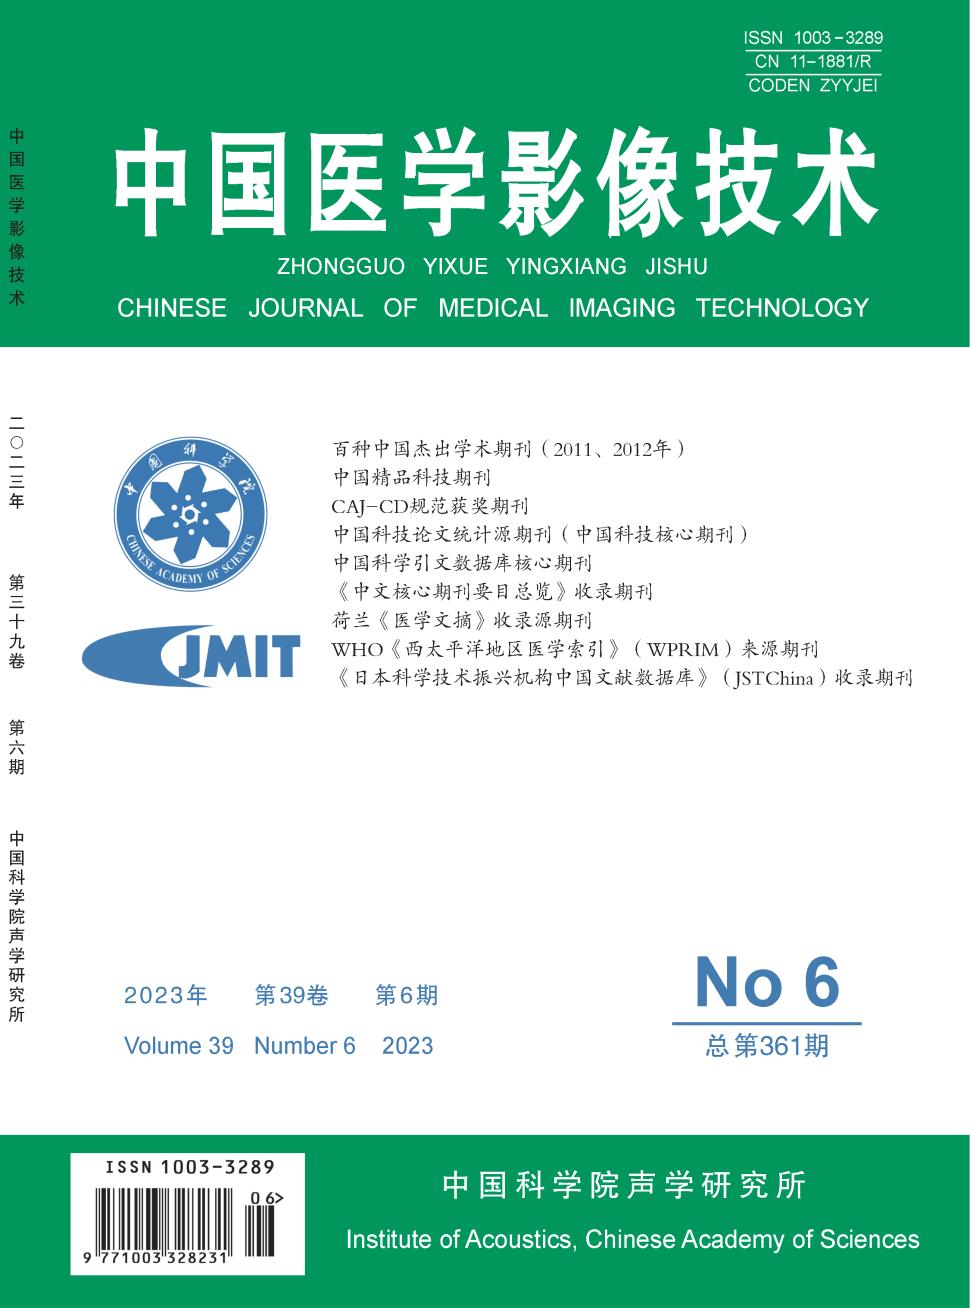 ISSN 1003-3289
CN 11-1881/R
CODEN ZYYJEI
中国医学影像技术
ZHONGGUO YIXUE YINGXIANG JISHU
CHINESE JOURNAL OF MEDICAL IMAGING TECHNOLOGY
中国医学影像技术
二〇二三年
第三十九卷
第六期
中国科学院声学研究所
中国科学院
CHINESE ACADEMY OF SCIENCES
JMIT
百种中国杰出学术期刊（2011、2012年）
中国精品科技期刊
CAJ-CD规范获奖期刊
中国科技论文统计源期刊（中国科技核心期刊）
中国科学引文数据库核心期刊
《中文核心期刊要目总览》收录期刊
荷兰《医学文摘》收录源期刊
WHO《西太平洋地区医学索引》（WPRIM）来源期刊
《日本科学技术振兴机构中国文献数据库》（JSTChina）收录期刊
2023年 第39卷 第6期
Volume 39 Number 6 2023
No 6
总第361期
ISSN 1003-3289
06>
9 771003 328231
中国科学院声学研究所
Institute of Acoustics, Chinese Academy of Sciences